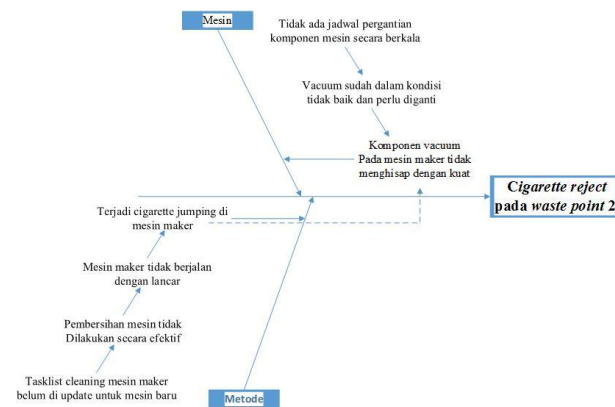 Mesin
Tidak ada jadwal pergantian
komponen mesin secara berkala
Vacuum sudah dalam kondisi
tidak baik dan perlu diganti
Komponen vacuum
Pada mesin maker tidak
menghisap dengan kuat
Cigarette reject
pada waste point 2
Terjadi cigarette jumping di
mesin maker
Mesin maker tidak berjalan
dengan lancar
Pembersihan mesin tidak
Dilakukan secara efektif
Tasklist cleaning mesin maker
belum di update untuk mesin baru
Metode